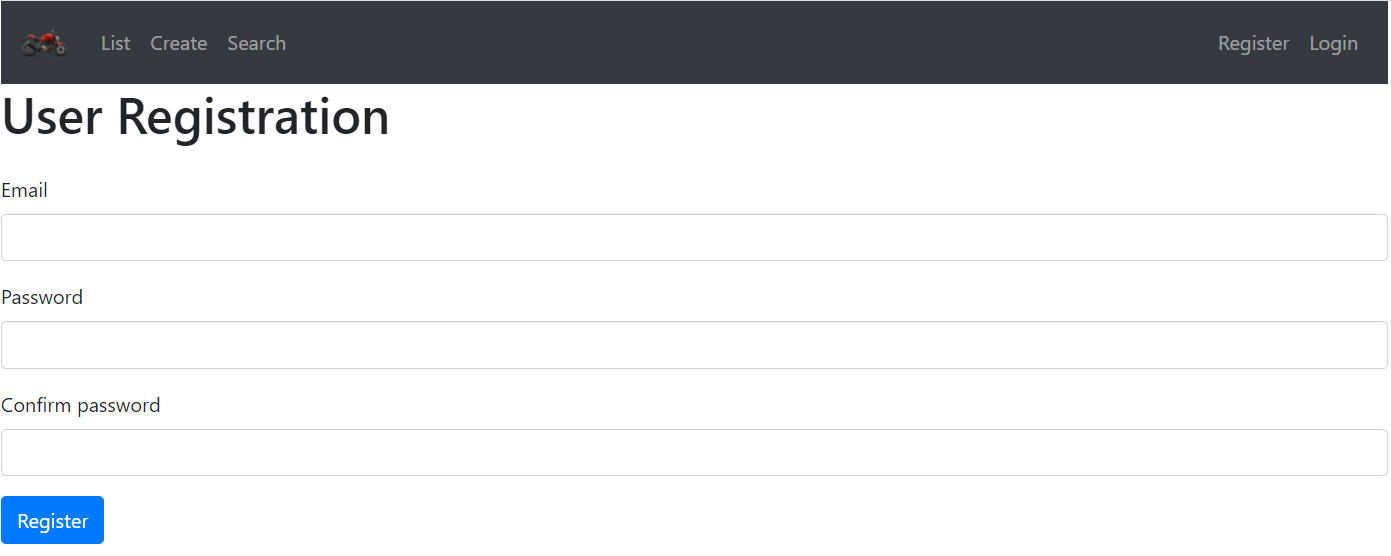 List Create Search Register Login
User Registration
Email
Password
Confirm password
Register